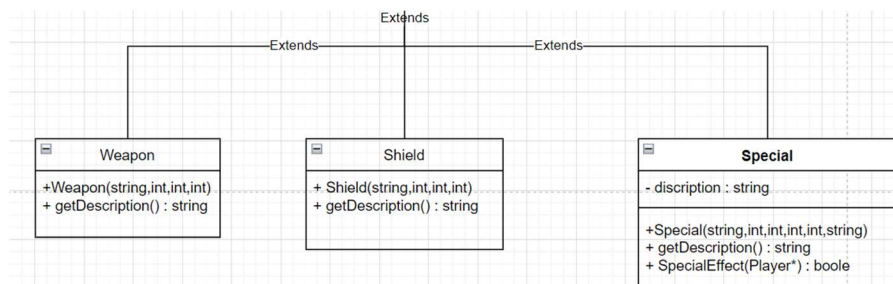 Extends
Extends
Extends
Weapon
+Weapon(string,int,int,int)
+ getDescription() : string
Shield
+ Shield(string,int,int,int)
+ getDescription() : string
Special
- discription : string
+Special(string,int,int,int,int,string)
+ getDescription() : string
+ SpecialEffect(Player*) : boole